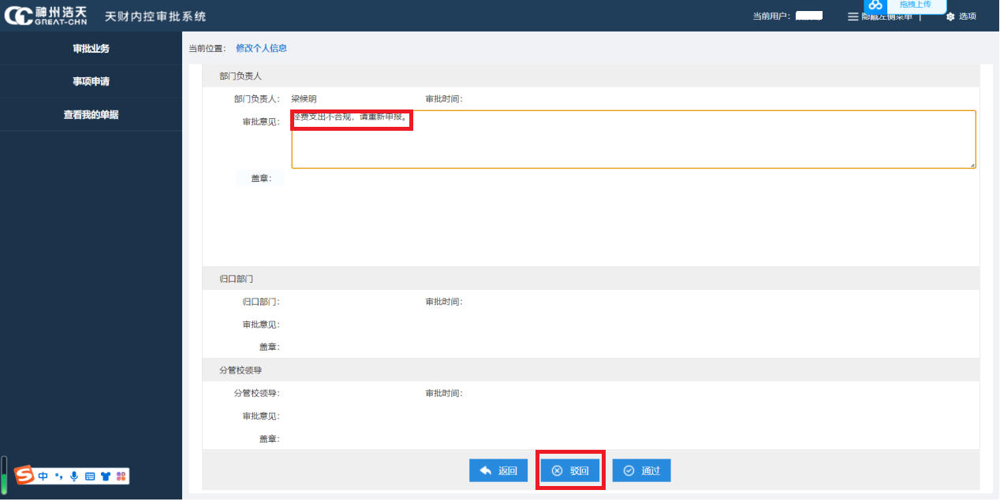 神州浩天 天财内控审批系统 当前用户: 隐藏左侧菜单 | 拖拽上传 选项
GREAT-CHN
审批业务
事项申请
查看我的单据
当前位置: 修改个人信息
部门负责人
部门负责人: 梁候明 审批时间:
审批意见: 经费支出不合规，请重新申报。
盖章:
归口部门
归口部门: 审批时间:
审批意见:
盖章:
分管校领导
分管校领导: 审批时间:
审批意见:
盖章:
返回 驳回 通过
S 中